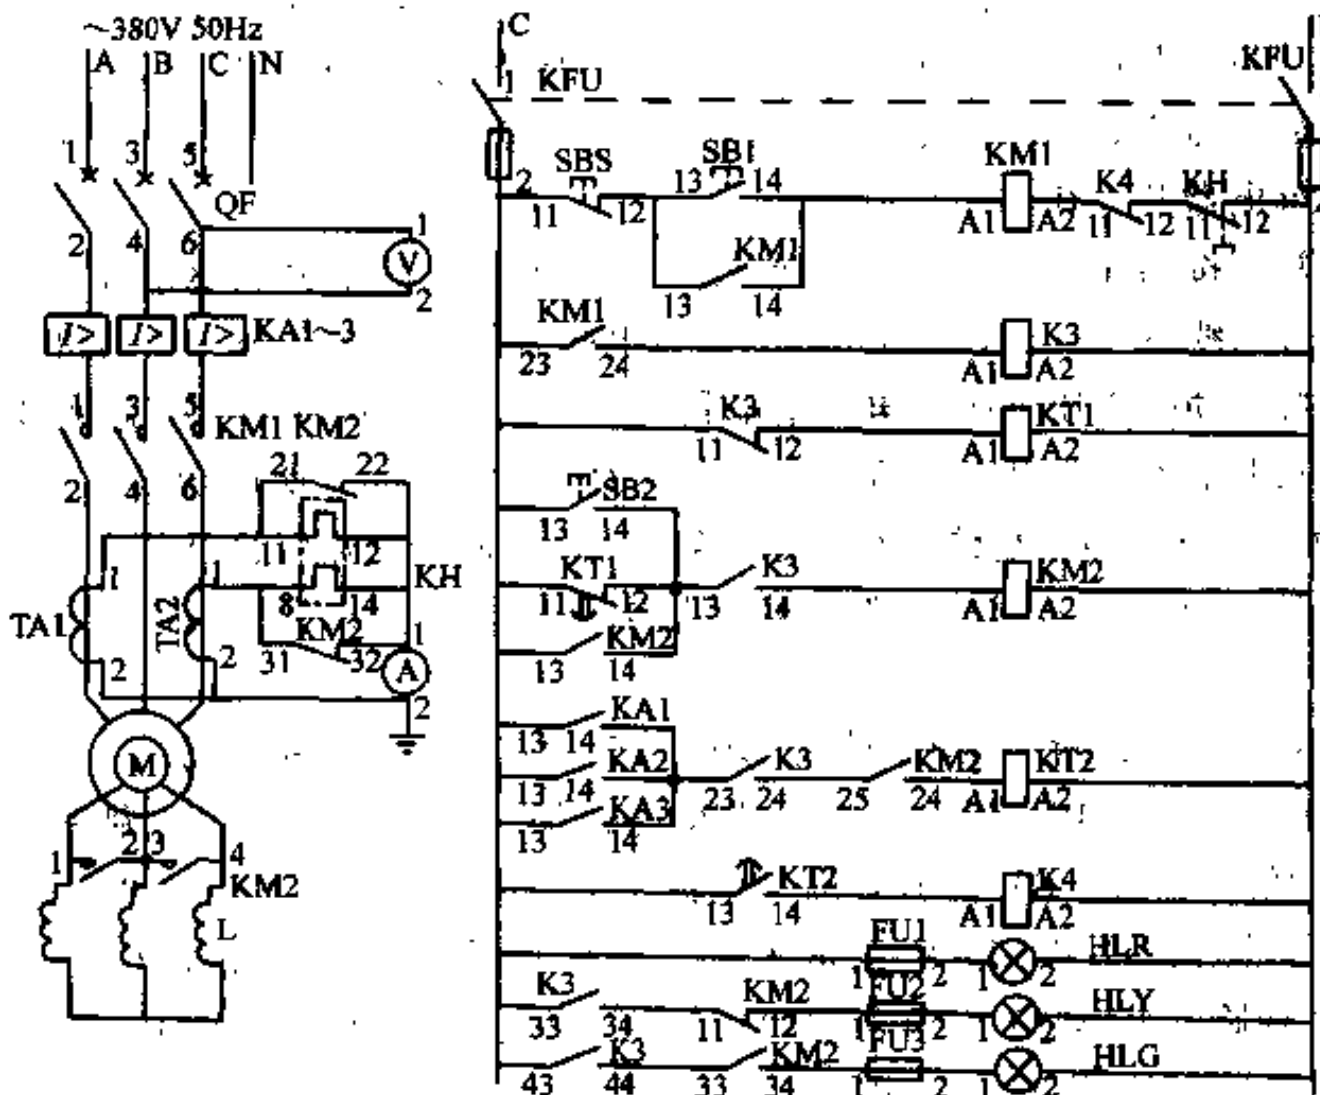 ~380V 50Hz
A B C N
1 3 5
QF
2 4 6
1
V
2
I> I> I> KA1~3
1 3 5 KM1 KM2
2 4 6
21 22
11 12
1 1
KH
8 14
TA1 TA2
KM2
31 32
1
A
2 2
2
M
1 2 3 4
KM2
L
C
1 KFU KFU
2 SBS SB1 KM1 K4 KH
11 12 13 14 A1 A2 11 12 11 12
2
KM1
13 14
KM1 K3
23 24 A1 A2
K3 KT1
11 12 A1 A2
SB2
13 14
KT1 K3 KM2
11 12 13 14 A1 A2
KM2
13 14
KA1
13 14
KA2 K3 KM2 KT2
13 14 23 24 25 24 A1 A2
KA3
13 14
KT2 K4
13 14 A1 A2
FU1 HLR
1 2 1 2
K3 KM2 FU2 HLY
33 34 11 12 1 2 1 2
K3 KM2 FU3 HLG
43 44 33 34 1 2 1 2